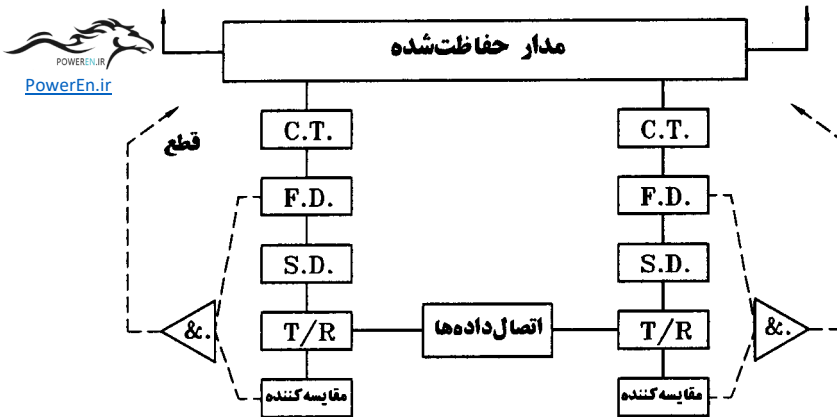 مدار حفاظت‌شده
POWEREN.IR
PowerEn.ir
قطع
C.T.
C.T.
F.D.
F.D.
S.D.
S.D.
&.
T/R
اتصال‌داده‌ها
T/R
&.
مقایسه‌کننده
مقایسه‌کننده